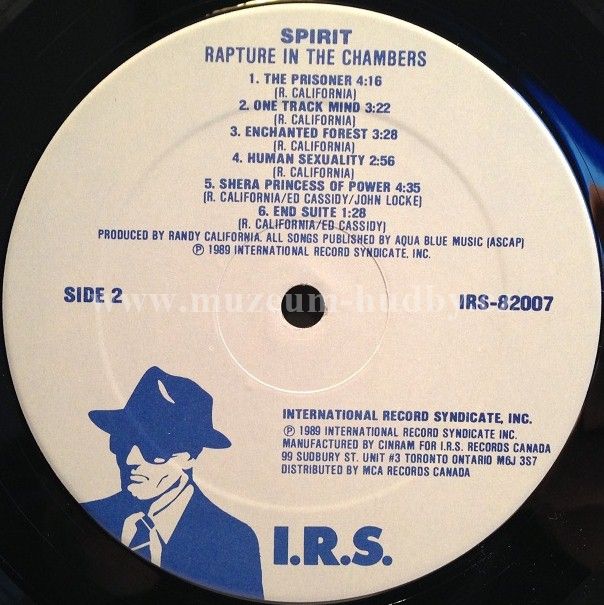 SPIRIT
RAPTURE IN THE CHAMBERS
1. THE PRISONER 4:16
(R. CALIFORNIA)
2. ONE TRACK MIND 3:22
(R. CALIFORNIA)
3. ENCHANTED FOREST 3:28
(R. CALIFORNIA)
4. HUMAN SEXUALITY 2:56
(R. CALIFORNIA)
5. SHERA PRINCESS OF POWER 4:35
(R. CALIFORNIA/ED CASSIDY/JOHN LOCKE)
6. END SUITE 1:28
(R. CALIFORNIA/ED CASSIDY)
PRODUCED BY RANDY CALIFORNIA. ALL SONGS PUBLISHED BY AQUA BLUE MUSIC (ASCAP)
℗ 1989 INTERNATIONAL RECORD SYNDICATE, INC.
SIDE 2
IRS-82007
www.muzeum-hudby
INTERNATIONAL RECORD SYNDICATE, INC.
℗ 1989 INTERNATIONAL RECORD SYNDICATE INC.
MANUFACTURED BY CINRAM FOR I.R.S. RECORDS CANADA
99 SUDBURY ST. UNIT #3 TORONTO ONTARIO M6J 3S7
DISTRIBUTED BY MCA RECORDS CANADA
I.R.S.